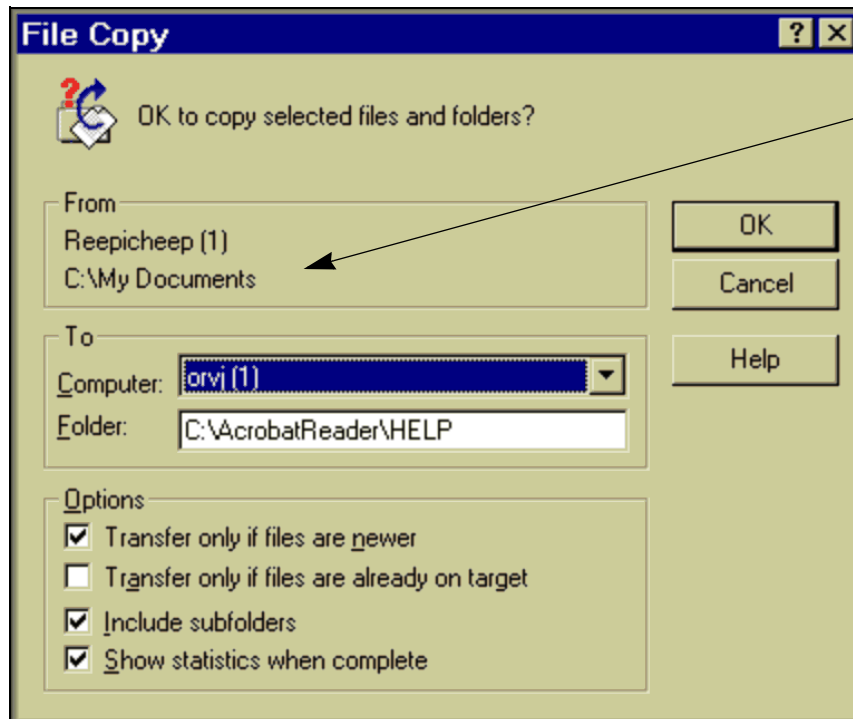 File Copy
OK to copy selected files and folders?
From
Reepicheep (1)
C:\My Documents
OK
Cancel
Help
To
Computer: orvj (1)
Folder: C:\AcrobatReader\HELP
Options
Transfer only if files are newer
Transfer only if files are already on target
Include subfolders
Show statistics when complete